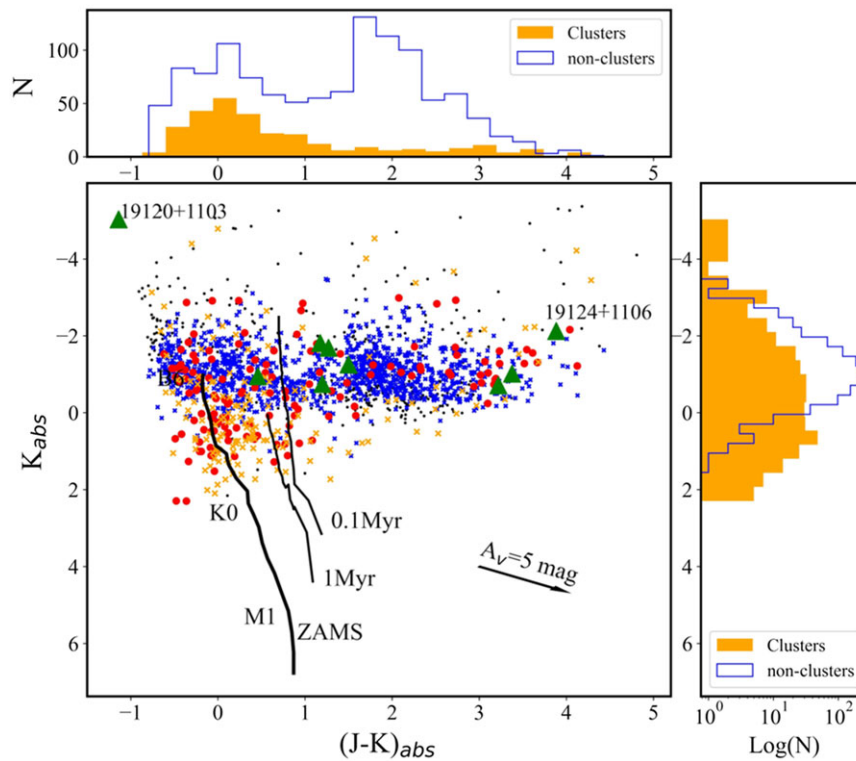 N
100
50
0
Clusters
non-clusters
−1 0 1 2 3 4 5
19120+1103
19124+1106
K_abs
−4
−2
0
2
4
6
K0
0.1Myr
1Myr
M1
ZAMS
A_v=5 mag
−1 0 1 2 3 4 5
(J-K)_abs
−4
−2
0
2
4
6
Clusters
non-clusters
10^0 10^1 10^2
Log(N)